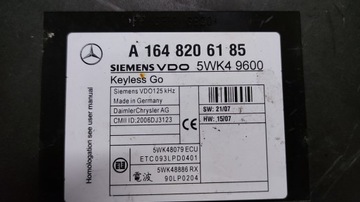 A 164 820 61 85
SIEMENS VDO 5WK4 9600
Keyless Go
Siemens VDO125 kHz
Made in Germany
DaimlerChrysler AG
CMII ID:2006DJ3123
SW: 21/07
HW: 15/07
CE
Homologation see user manual
5WK48079 ECU
ETC093LPD0401
5WK48886 RX
電波 90LP0204